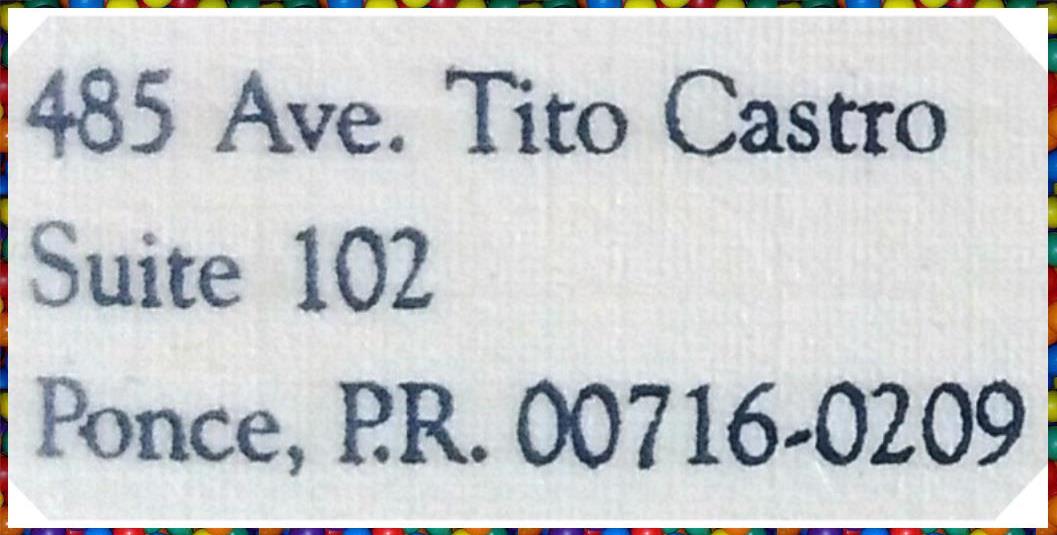 485 Ave. Tito Castro
Suite 102
Ponce, P.R. 00716-0209